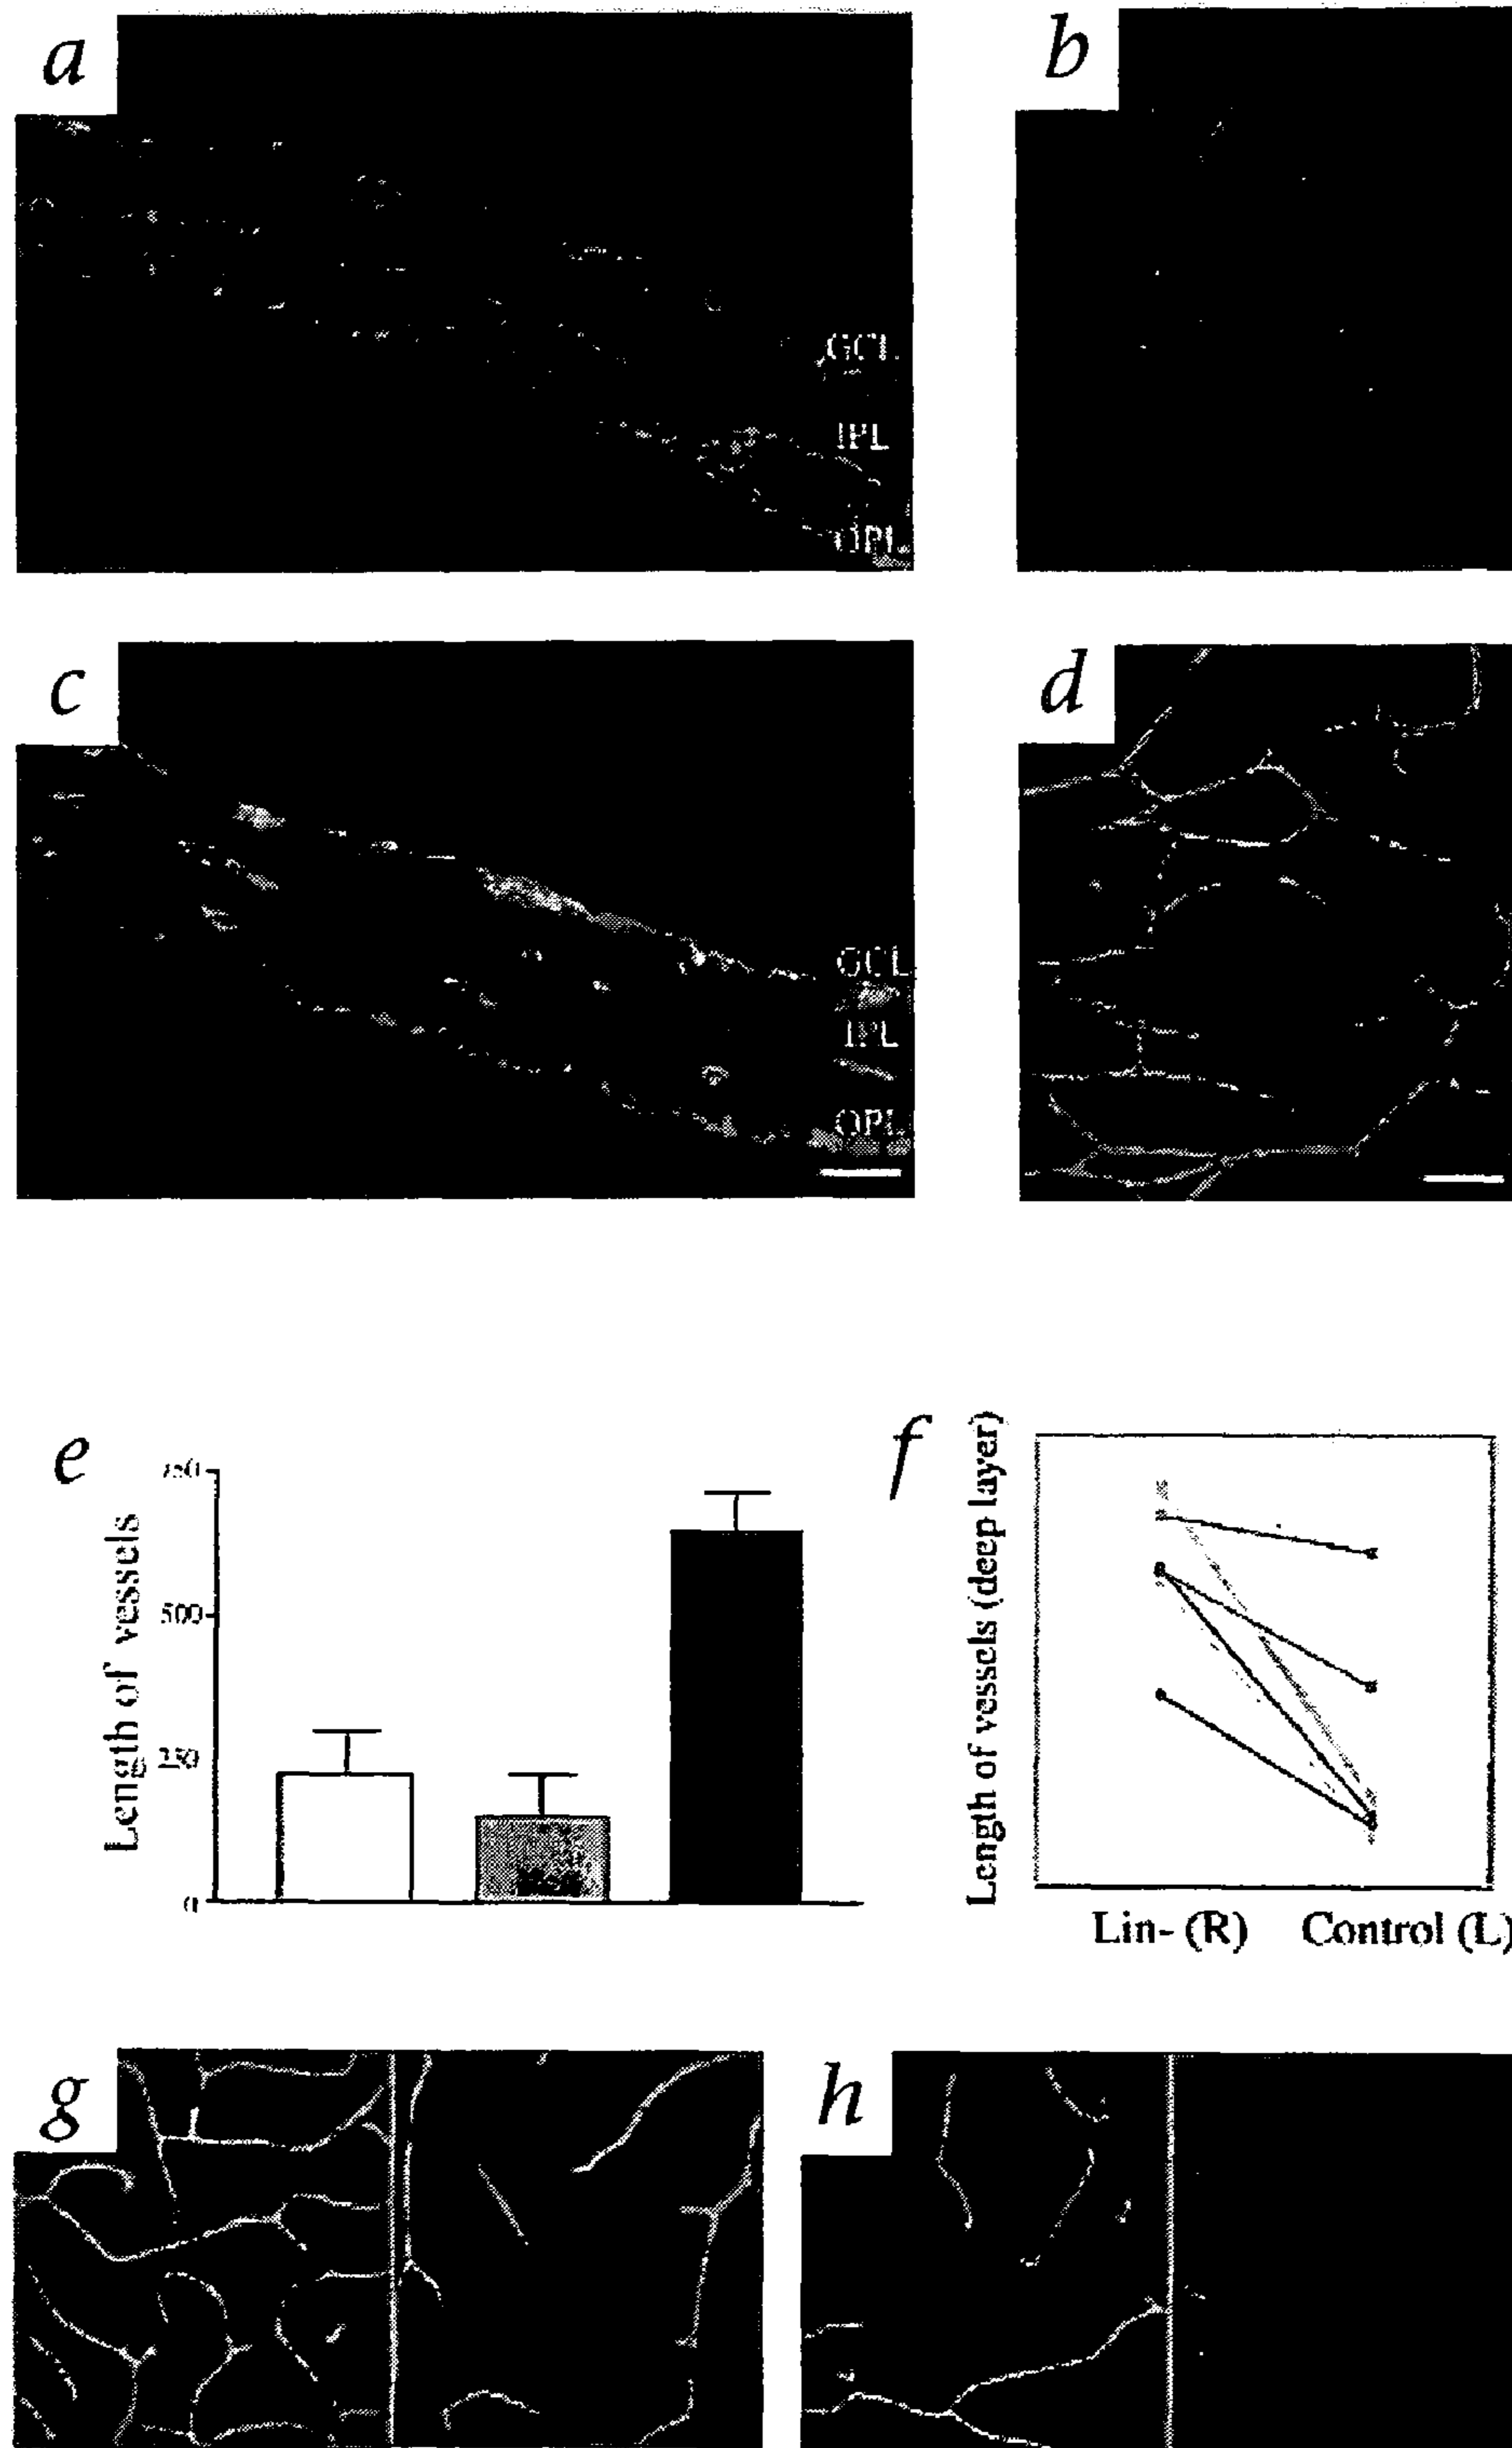 a
b
GCL
IPL
OPL
c
d
GCL
IPL
OPL
e
750
500
250
0
Length of vessels
f
Length of vessels (deep layer)
Lin- (R)
Control (L)
g
h